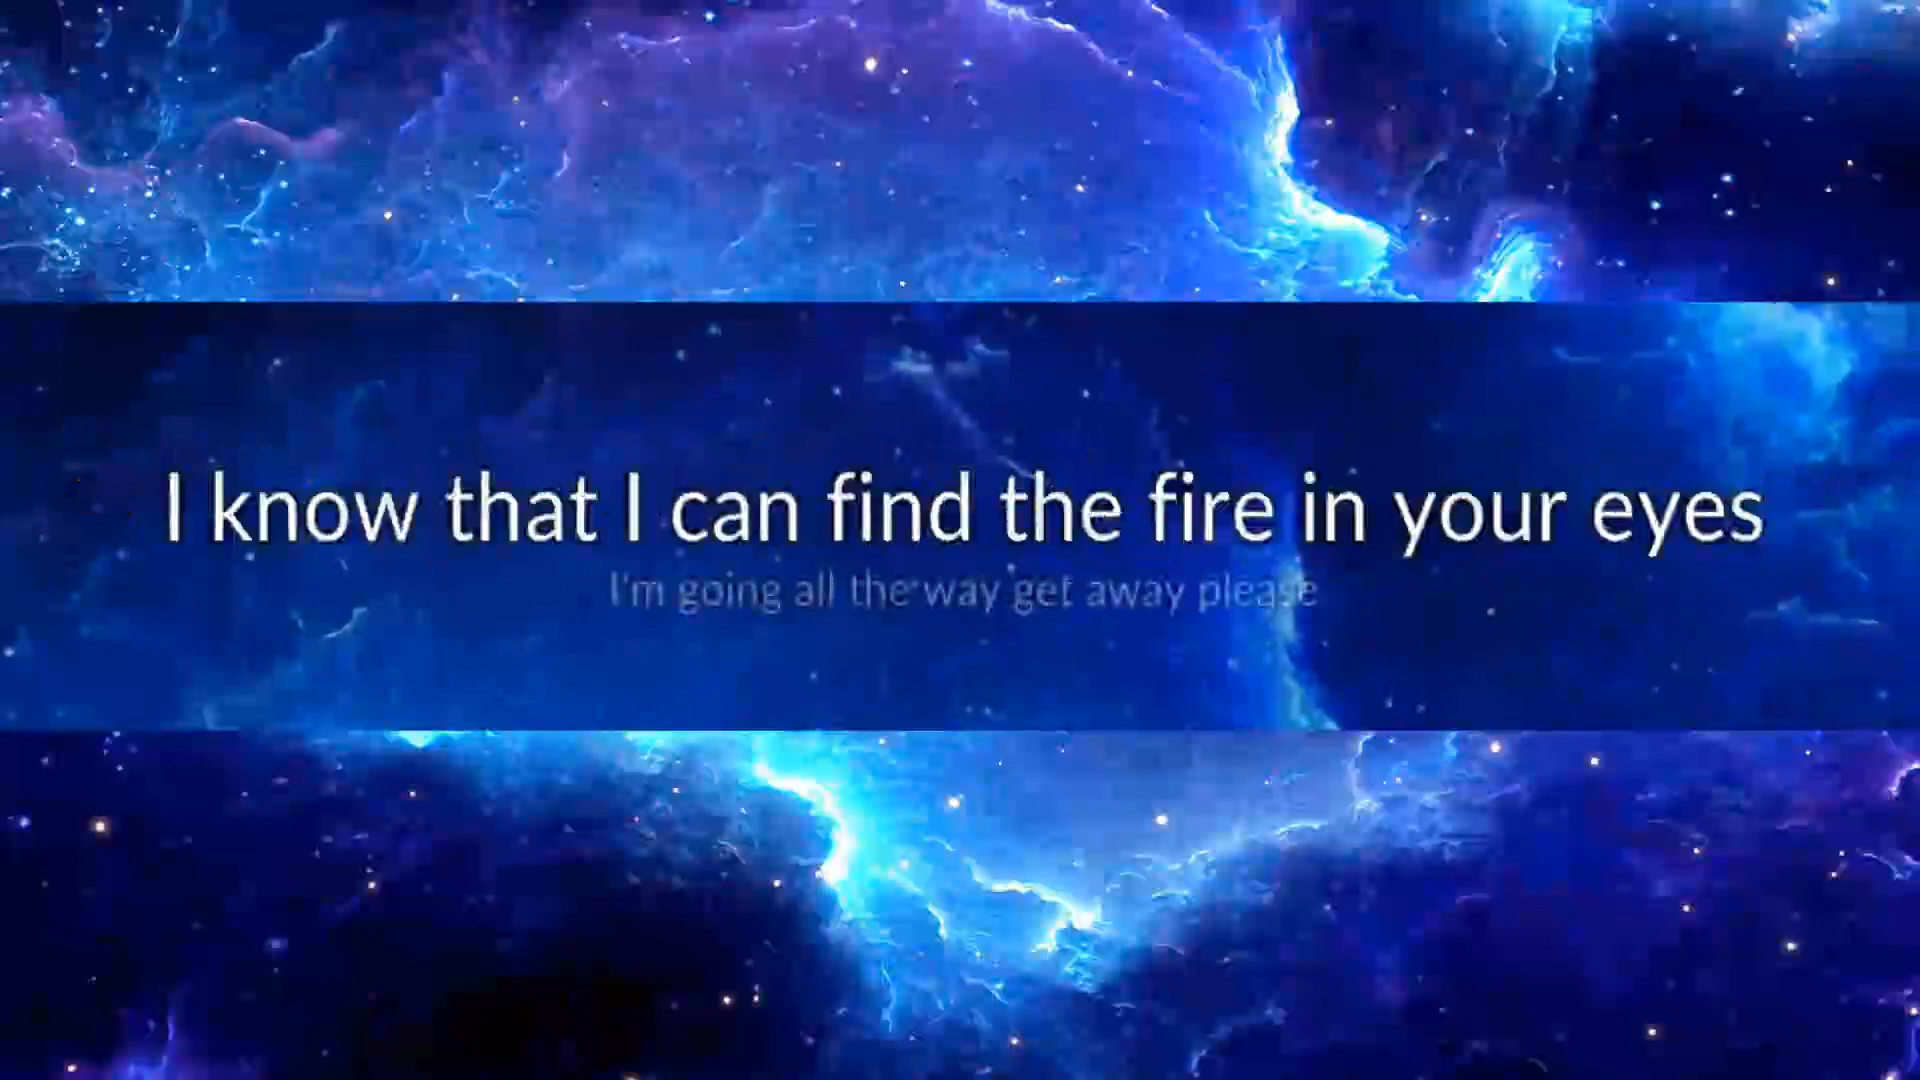 I know that I can find the fire in your eyes
I'm going all the way get away please